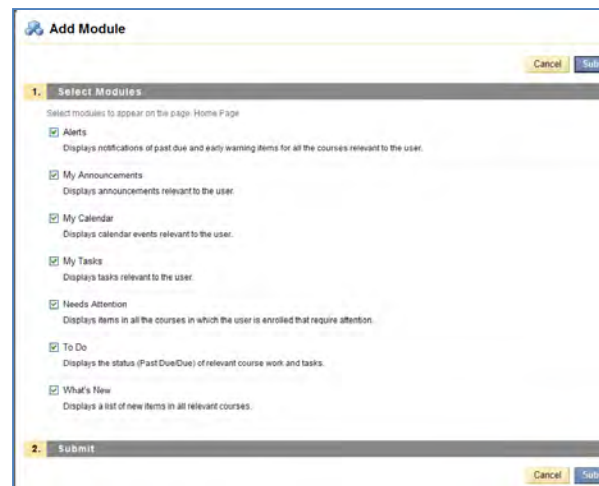 Add Module
Cancel Sub
1. Select Modules
Select modules to appear on the page: Home Page
Alerts
Displays notifications of past due and early warning items for all the courses relevant to the user.
My Announcements
Displays announcements relevant to the user.
My Calendar
Displays calendar events relevant to the user.
My Tasks
Displays tasks relevant to the user.
Needs Attention
Displays items in all the courses in which the user is enrolled that require attention.
To Do
Displays the status (Past Due/Due) of relevant course work and tasks.
What's New
Displays a list of new items in all relevant courses.
2. Submit
Cancel Sub